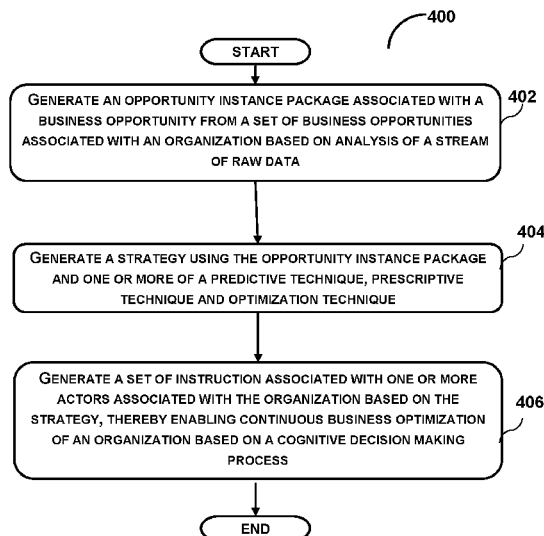 400
START
GENERATE AN OPPORTUNITY INSTANCE PACKAGE ASSOCIATED WITH A
BUSINESS OPPORTUNITY FROM A SET OF BUSINESS OPPORTUNITIES
ASSOCIATED WITH AN ORGANIZATION BASED ON ANALYSIS OF A STREAM
OF RAW DATA
402
GENERATE A STRATEGY USING THE OPPORTUNITY INSTANCE PACKAGE
AND ONE OR MORE OF A PREDICTIVE TECHNIQUE, PRESCRIPTIVE
TECHNIQUE AND OPTIMIZATION TECHNIQUE
404
GENERATE A SET OF INSTRUCTION ASSOCIATED WITH ONE OR MORE
ACTORS ASSOCIATED WITH THE ORGANIZATION BASED ON THE
STRATEGY, THEREBY ENABLING CONTINUOUS BUSINESS OPTIMIZATION
OF AN ORGANIZATION BASED ON A COGNITIVE DECISION MAKING
PROCESS
406
END